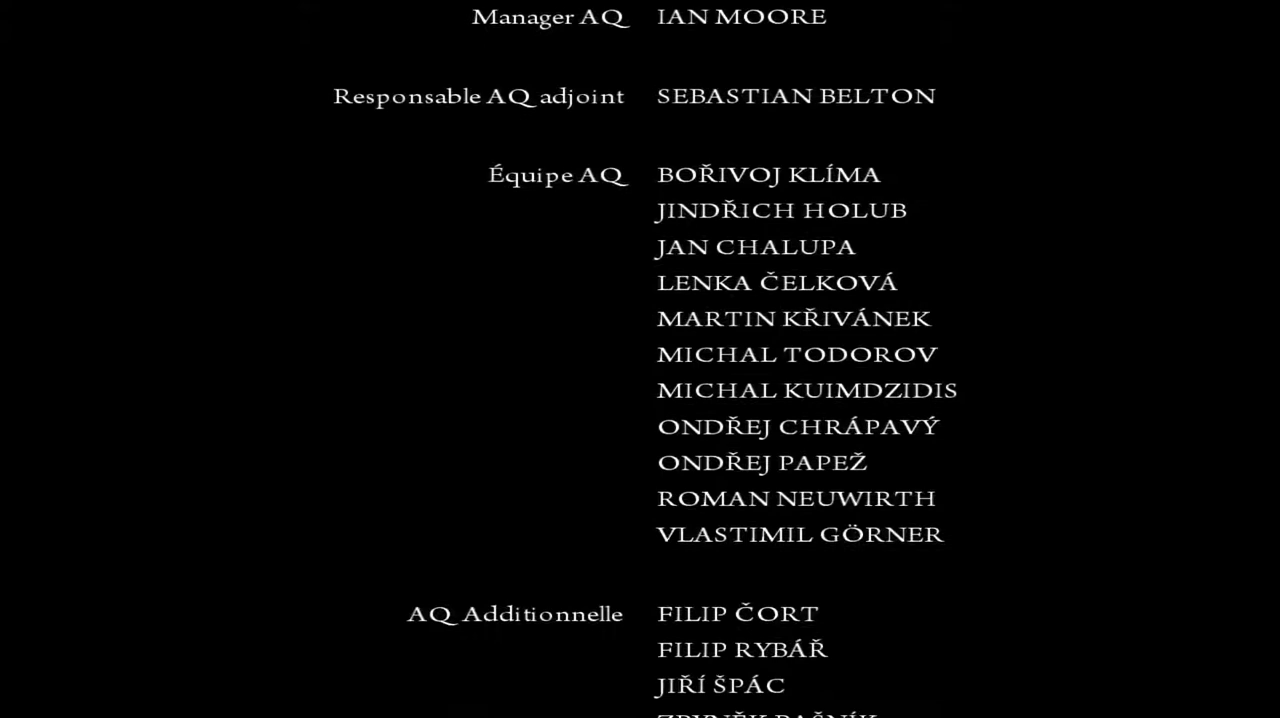 Manager AQ IAN MOORE
Responsable AQ adjoint SEBASTIAN BELTON
Équipe AQ BOŘIVOJ KLÍMA
JINDŘICH HOLUB
JAN CHALUPA
LENKA ČELKOVÁ
MARTIN KŘIVÁNEK
MICHAL TODOROV
MICHAL KUIMDZIDIS
ONDŘEJ CHRÁPAVÝ
ONDŘEJ PAPEŽ
ROMAN NEUWIRTH
VLASTIMIL GÖRNER
AQ Additionnelle FILIP ČORT
FILIP RYBÁŘ
JIŘÍ ŠPÁC